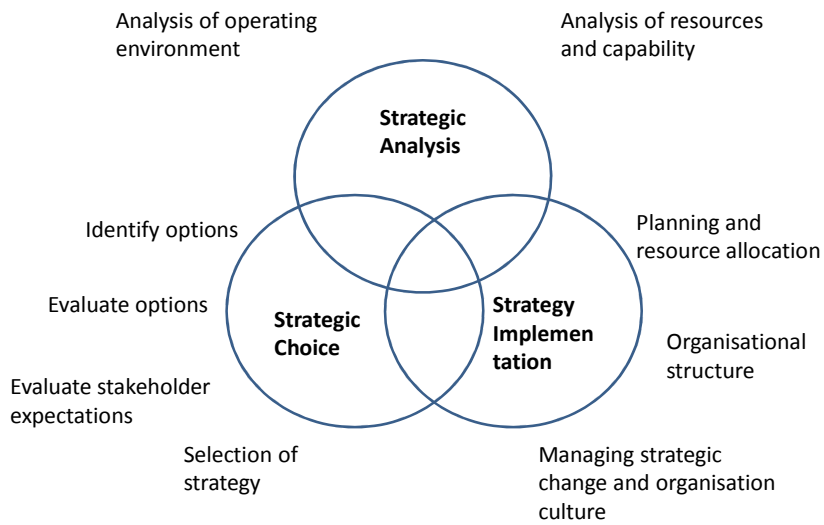 Analysis of operating
environment
Analysis of resources
and capability
Strategic
Analysis
Identify options
Planning and
resource allocation
Evaluate options
Strategic
Choice
Strategy
Implemen
tation
Organisational
structure
Evaluate stakeholder
expectations
Selection of
strategy
Managing strategic
change and organisation
culture